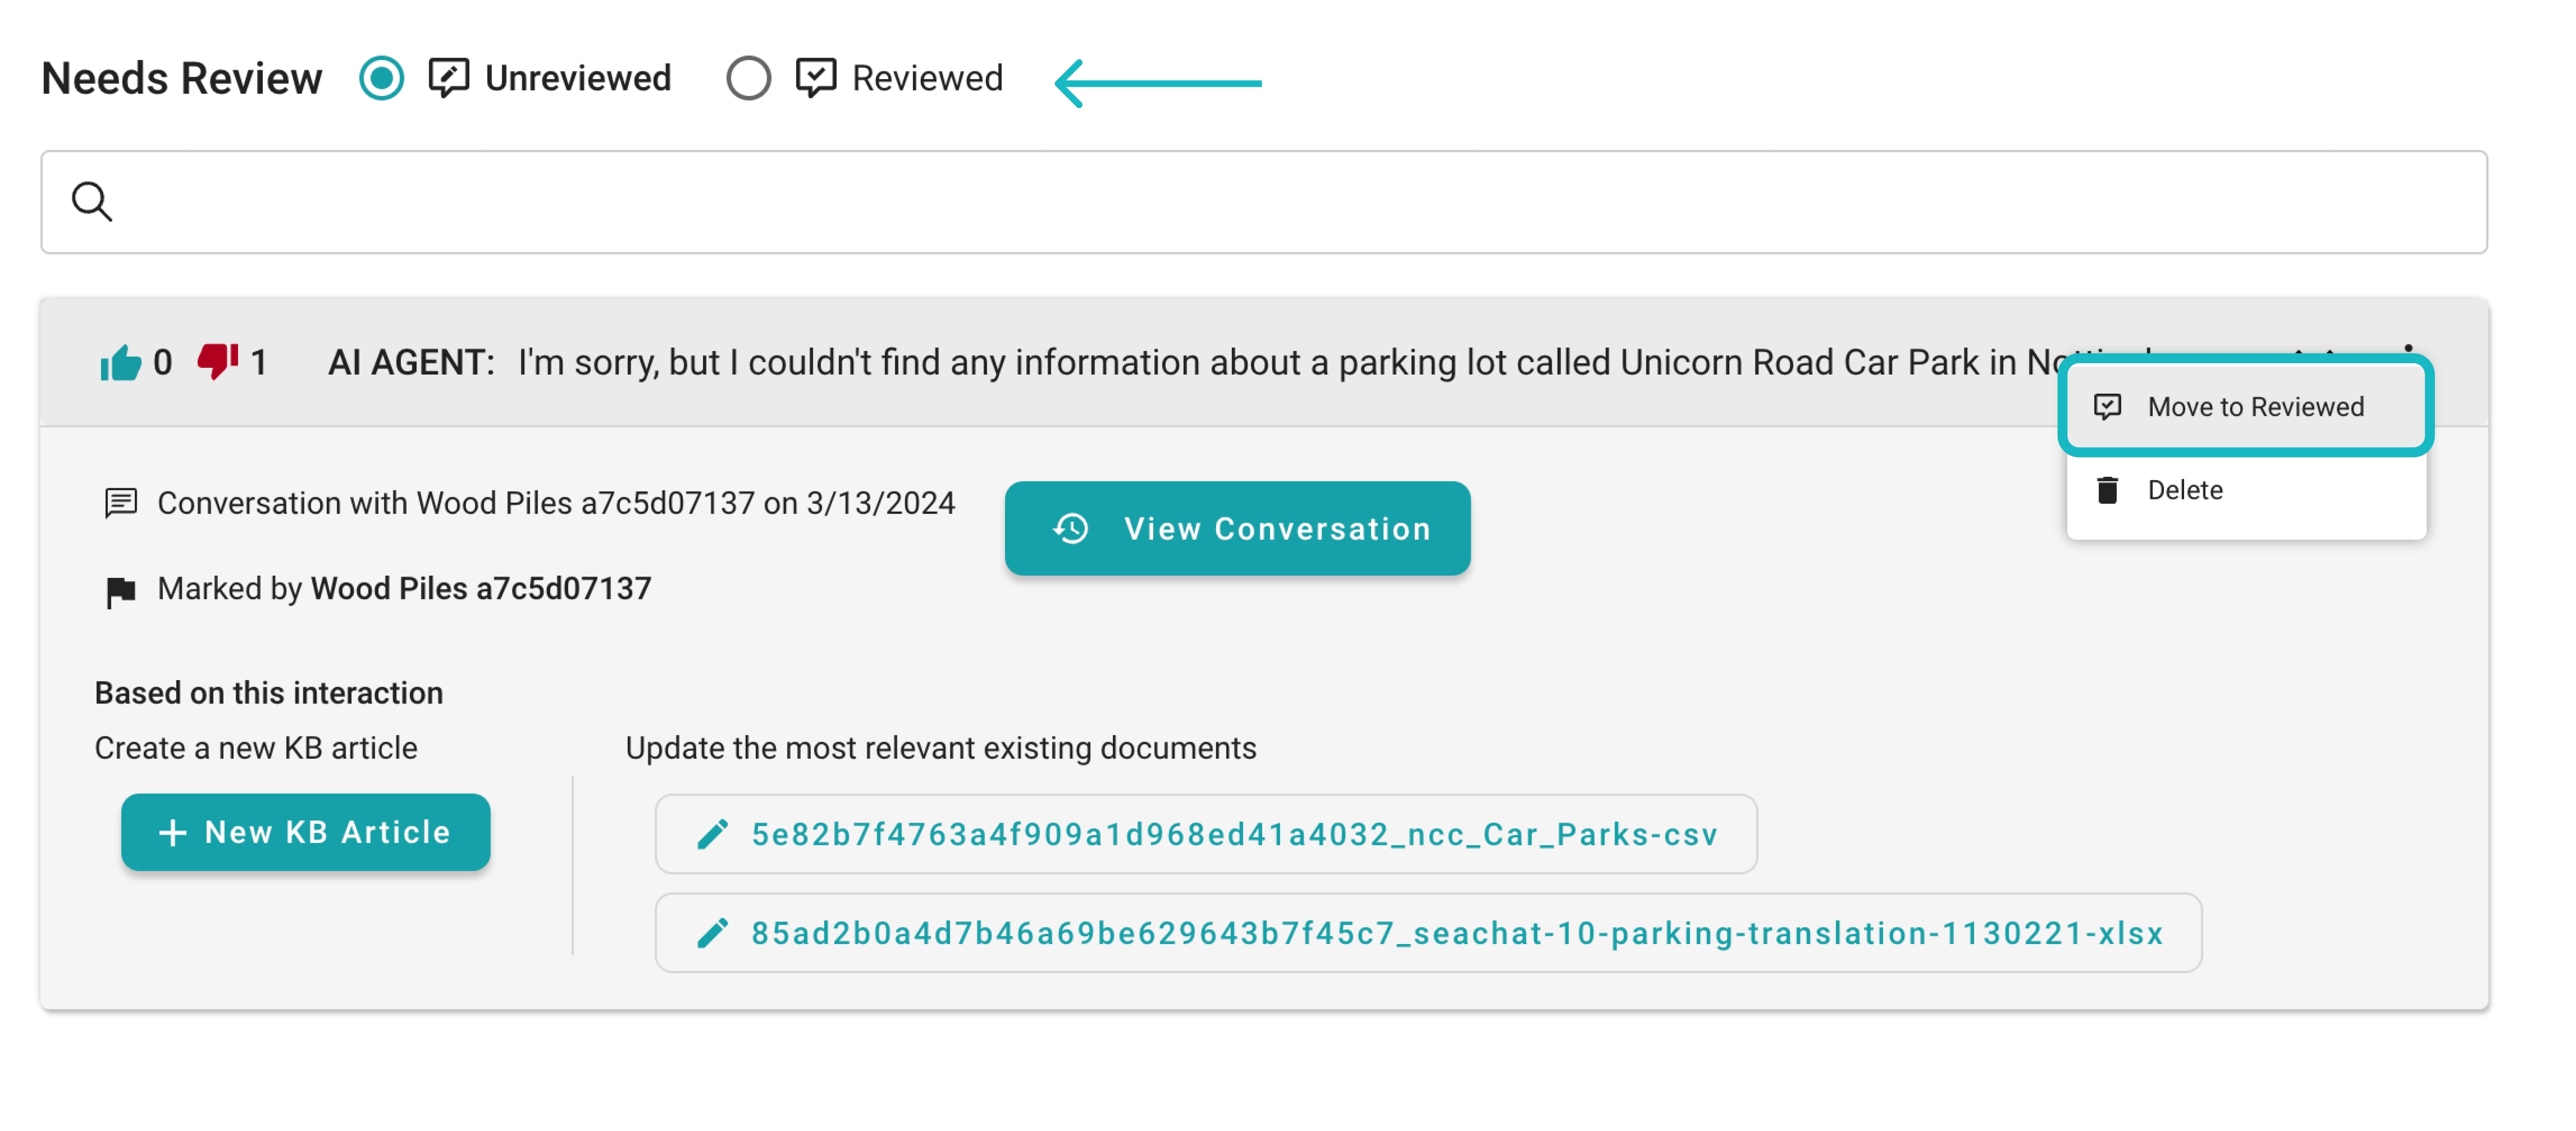 Needs Review Unreviewed Reviewed
0 1 AI AGENT: I'm sorry, but I couldn't find any information about a parking lot called Unicorn Road Car Park in
Move to Reviewed
Delete
Conversation with Wood Piles a7c5d07137 on 3/13/2024
View Conversation
Marked by Wood Piles a7c5d07137
Based on this interaction
Create a new KB article
+ New KB Article
Update the most relevant existing documents
5e82b7f4763a4f909a1d968ed41a4032_ncc_Car_Parks-csv
85ad2b0a4d7b46a69be629643b7f45c7_seachat-10-parking-translation-1130221-xlsx